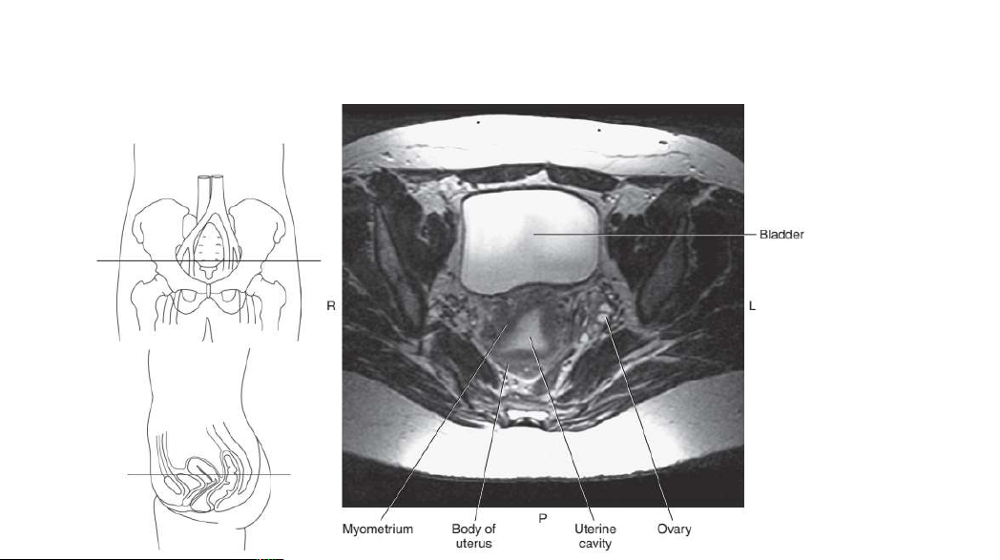 Bladder
R
L
P
Myometrium
Body of
uterus
Uterine
cavity
Ovary